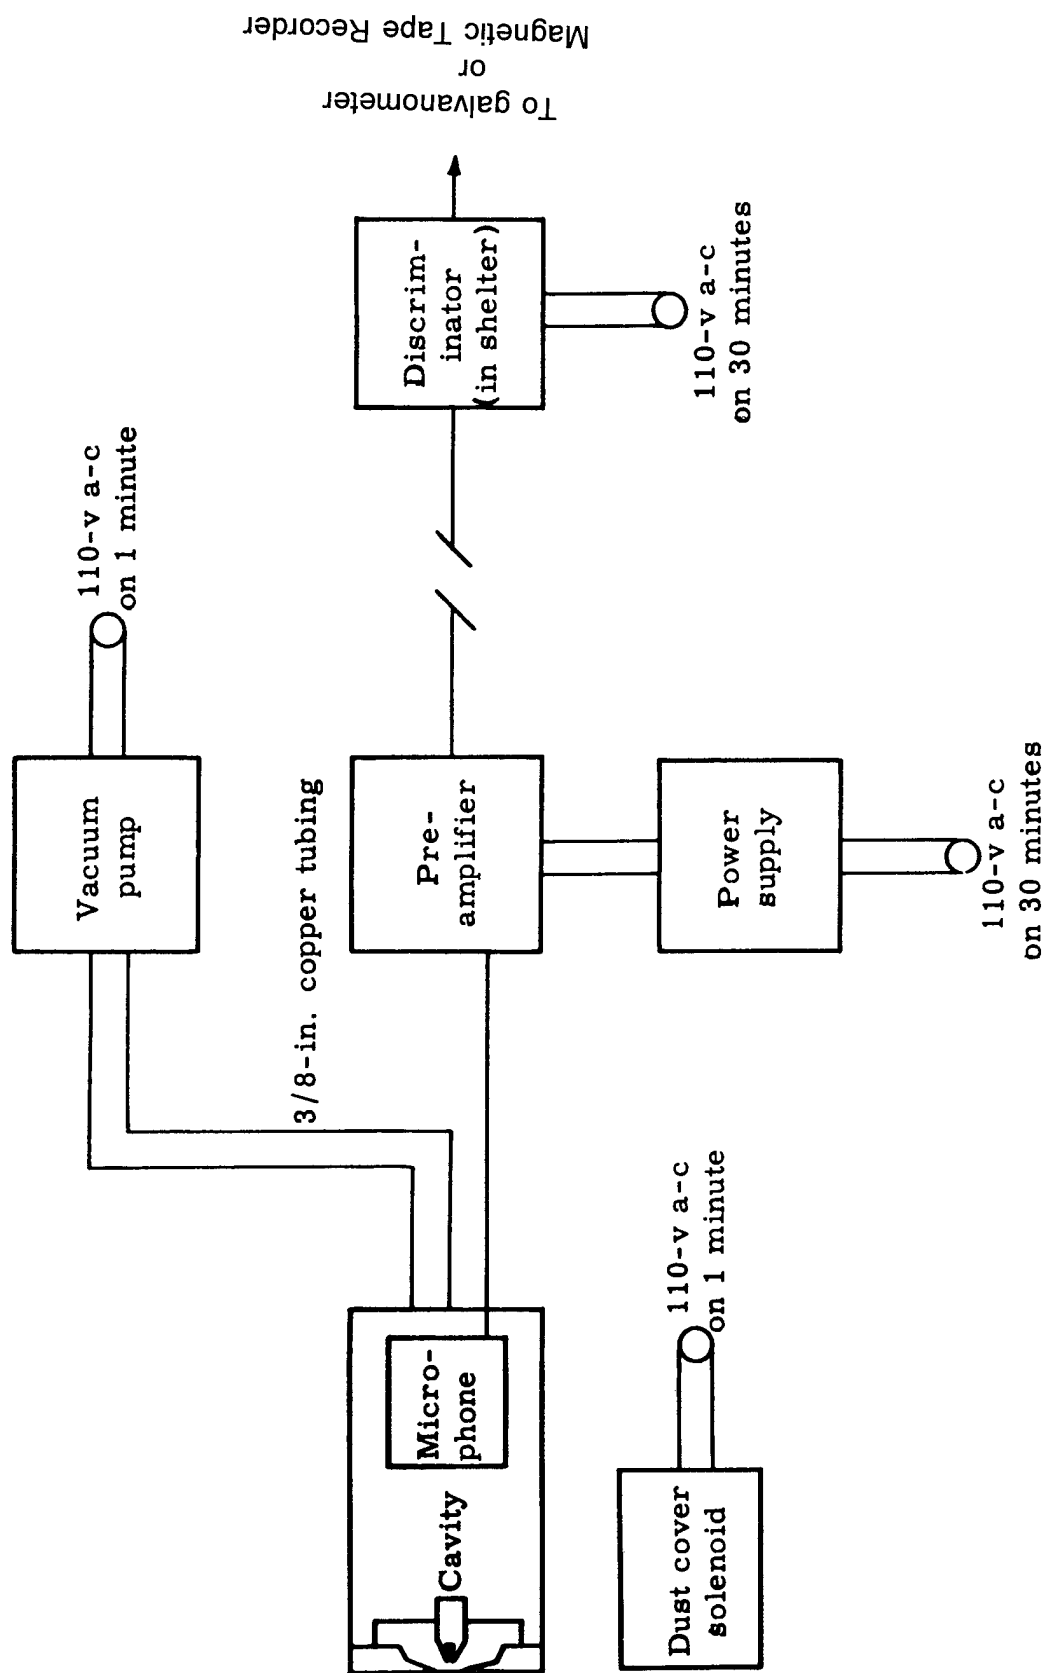 Vacuum
pump
110-v a-c
on 1 minute
3/8-in. copper tubing
Cavity
Micro-
phone
Pre-
amplifier
Discrim-
inator
(in shelter)
To galvanometer
or
Magnetic Tape Recorder
Dust cover
solenoid
110-v a-c
on 1 minute
Power
supply
110-v a-c
on 30 minutes
110-v a-c
on 30 minutes